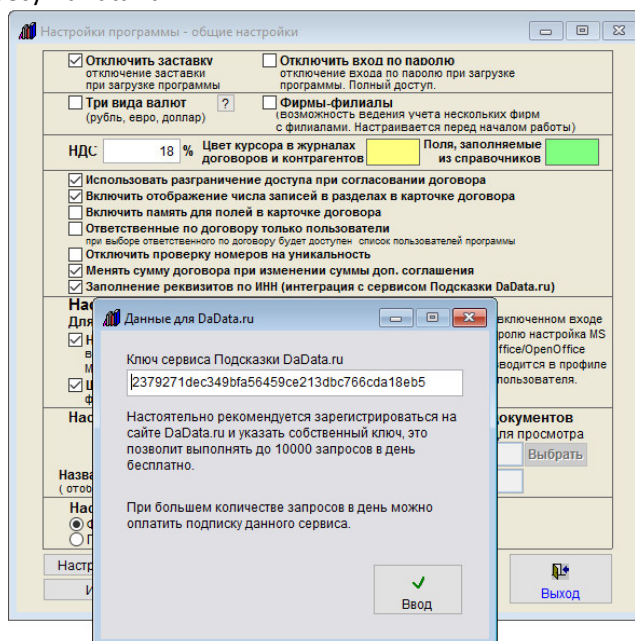 Настройки программы - общие настройки
Отключить заставку
отключение заставки
при загрузке программы
Отключить вход по паролю
отключение входа по паролю при загрузке
программы. Полный доступ.
Три вида валют ?
(рубль, евро, доллар)
Фирмы-филиалы
(возможность ведения учета нескольких фирм
с филиалами. Настраивается перед началом работы)
НДС 18 %
Цвет курсора в журналах
договоров и контрагентов
Поля, заполняемые
из справочников
Использовать разграничение доступа при согласовании договора
Включить отображение числа записей в разделах в карточке договора
Включить память для полей в карточке договора
Ответственные по договору только пользователи
при выборе ответственного по договору будет доступен список пользователей программы
Отключить проверку номеров на уникальность
Менять сумму договора при изменении суммы доп. соглашения
Заполнение реквизитов по ИНН (интеграция с сервисом Подсказки DaData.ru)
Данные для DaData.ru
Ключ сервиса Подсказки DaData.ru
2379271dec349bfa56459ce213dbc766cda18eb5
Настоятельно рекомендуется зарегистрироваться на
сайте DaData.ru и указать собственный ключ, это
позволит выполнять до 10000 запросов в день
бесплатно.
При большем количестве запросов в день можно
оплатить подписку данного сервиса.
Ввод
включенном входе
ролю настройка MS
ffice/OpenOffice
вводится в профиле
пользователя.
окументов
для просмотра
Выбрать
Назва
( отоб
Настр
Выход